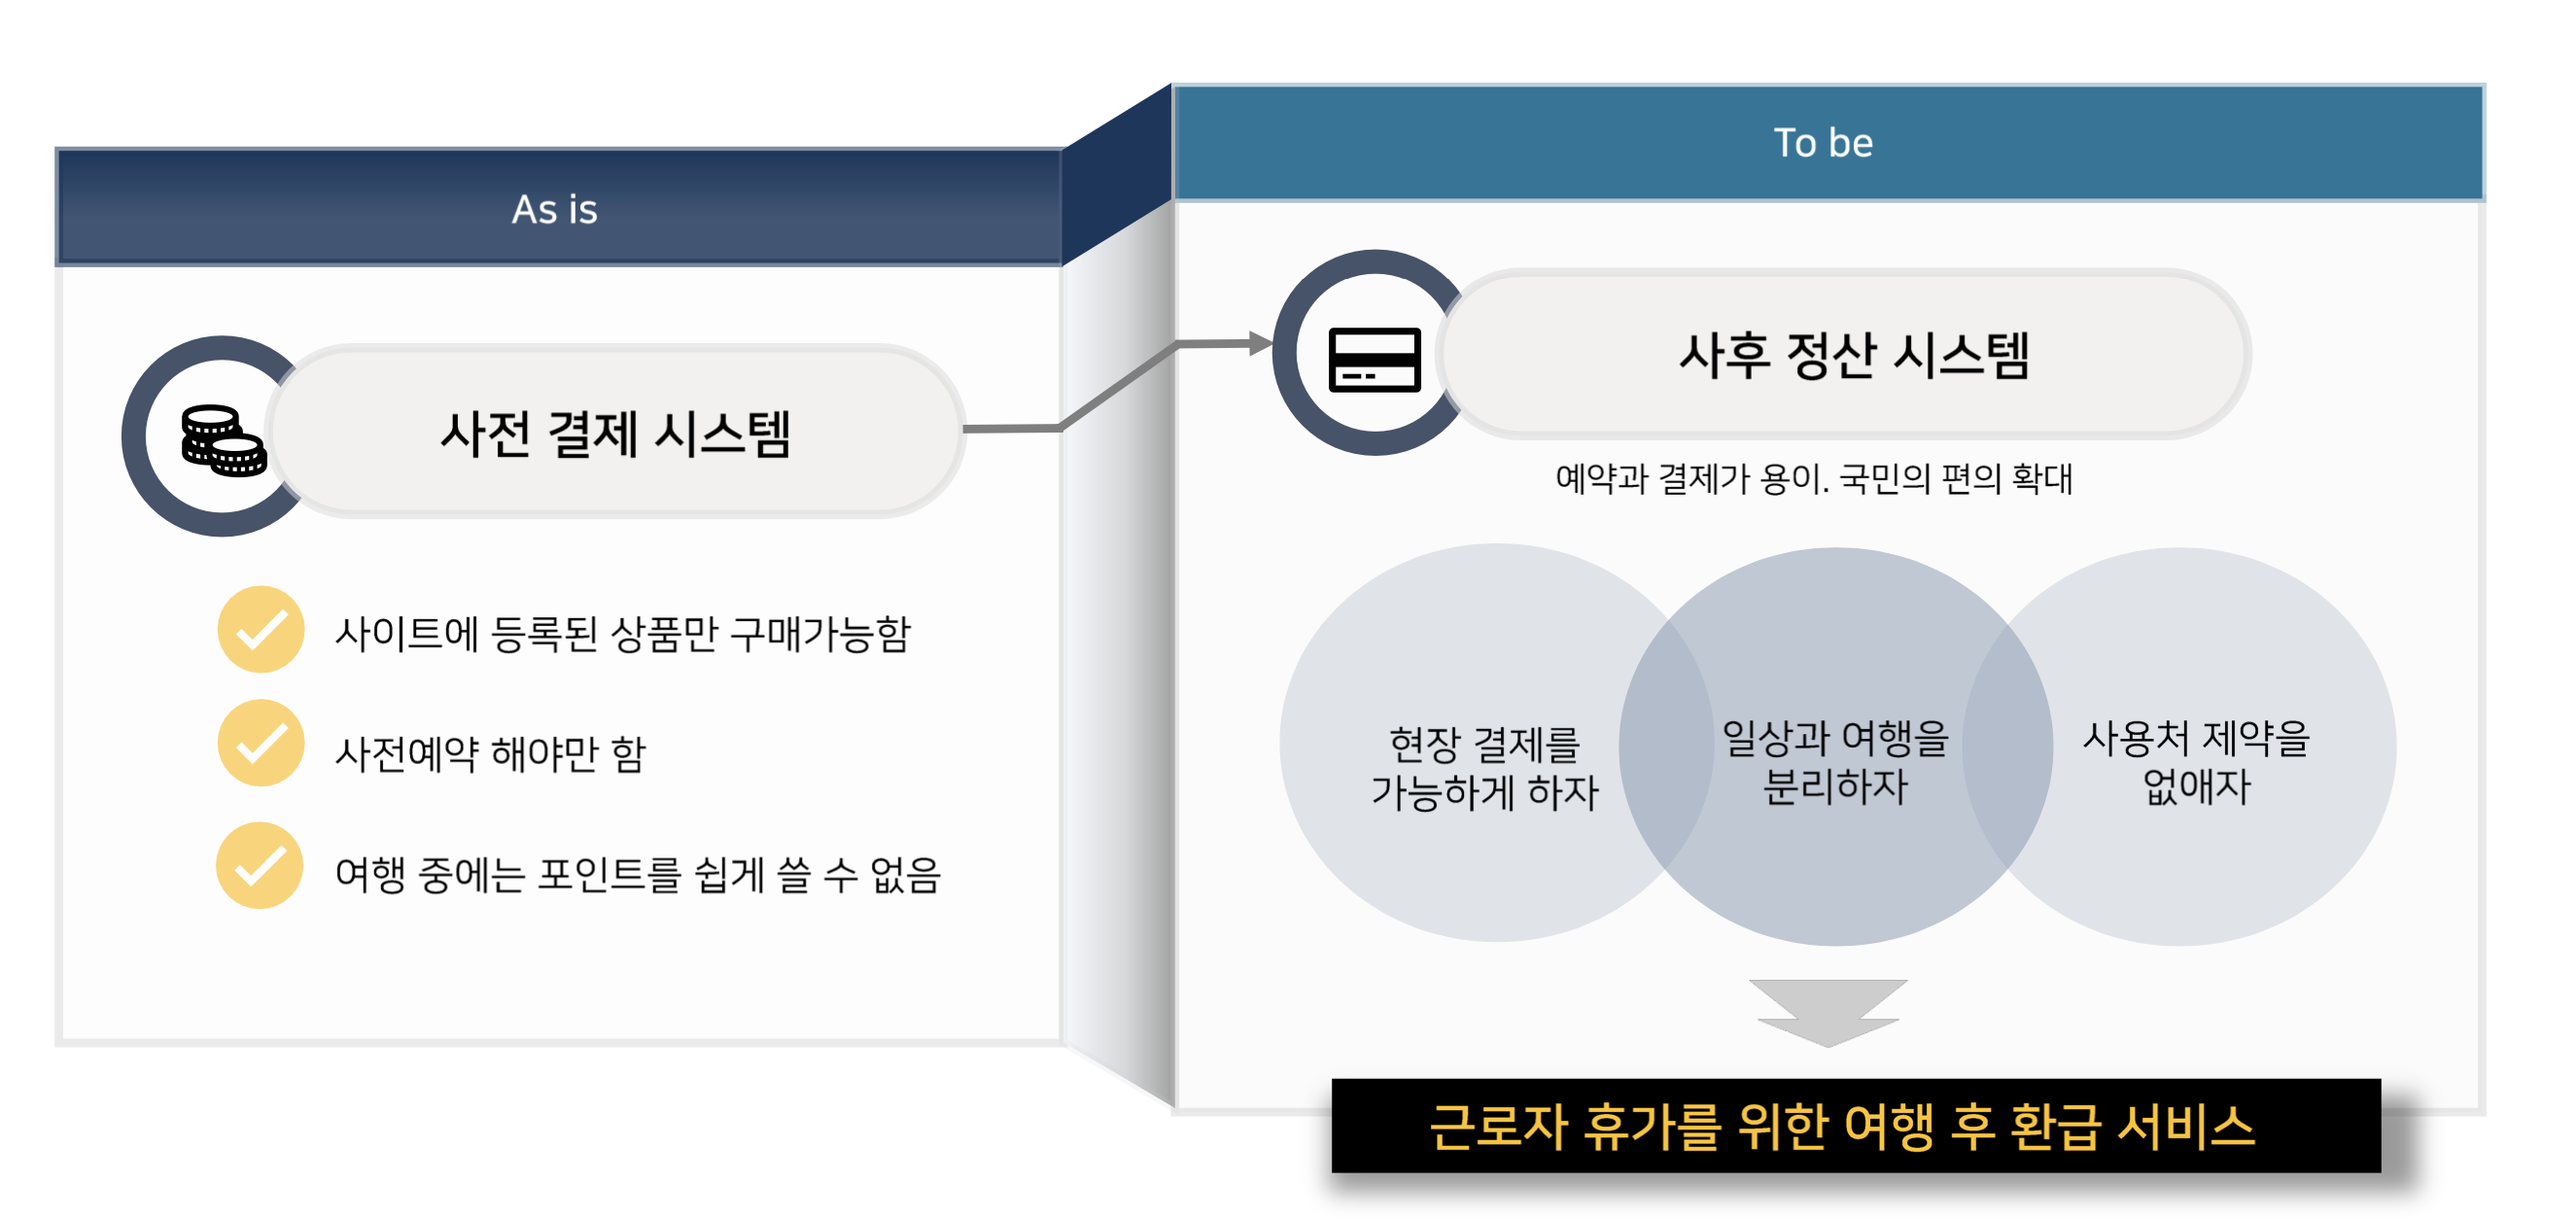 As is
사전 결제 시스템
사이트에 등록된 상품만 구매가능함
사전예약 해야만 함
여행 중에는 포인트를 쉽게 쓸 수 없음
To be
사후 정산 시스템
예약과 결제가 용이. 국민의 편의 확대
현장 결제를
가능하게 하자
일상과 여행을
분리하자
사용처 제약을
없애자
근로자 휴가를 위한 여행 후 환급 서비스